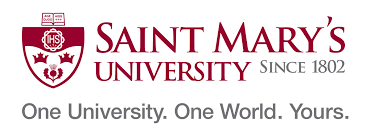 IHS
SAINT MARY'S
UNIVERSITY SINCE 1802
One University. One World. Yours.